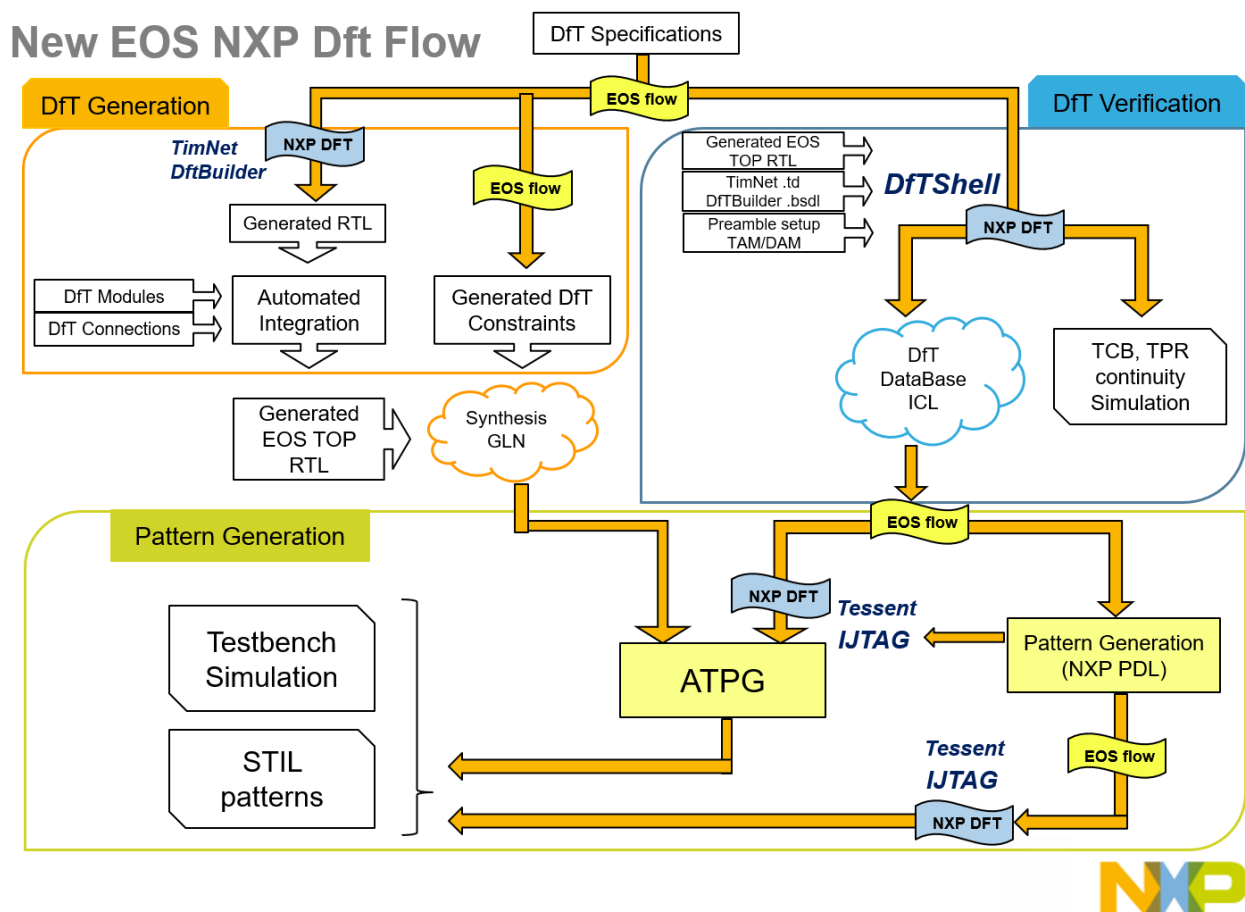 New EOS NXP Dft Flow
DfT Specifications
EOS flow
DfT Generation
DfT Verification
TimNet
DftBuilder
NXP DFT
EOS flow
Generated RTL
DfT Modules
DfT Connections
Automated
Integration
Generated DfT
Constraints
Generated EOS
TOP RTL
TimNet .td
DfTBuilder .bsdl
Preamble setup
TAM/DAM
DfTShell
NXP DFT
DfT
DataBase
ICL
TCB, TPR
continuity
Simulation
Generated
EOS TOP
RTL
Synthesis
GLN
Pattern Generation
EOS flow
NXP DFT
Tessent
IJTAG
Pattern Generation
(NXP PDL)
ATPG
Testbench
Simulation
STIL
patterns
EOS flow
Tessent
IJTAG
NXP DFT
NXP